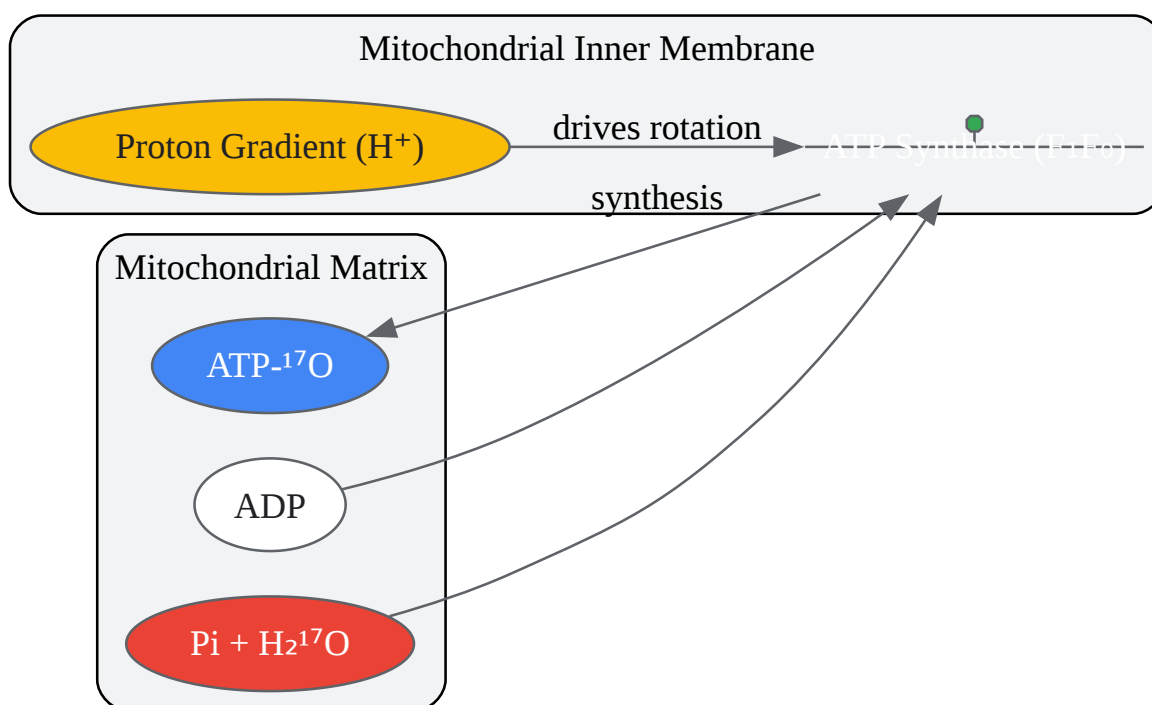 Mitochondrial Inner Membrane
Proton Gradient (H⁺)
drives rotation
ATP Synthase (F₁F₀)
synthesis
Mitochondrial Matrix
ATP-¹⁷O
ADP
Pi + H₂¹⁷O